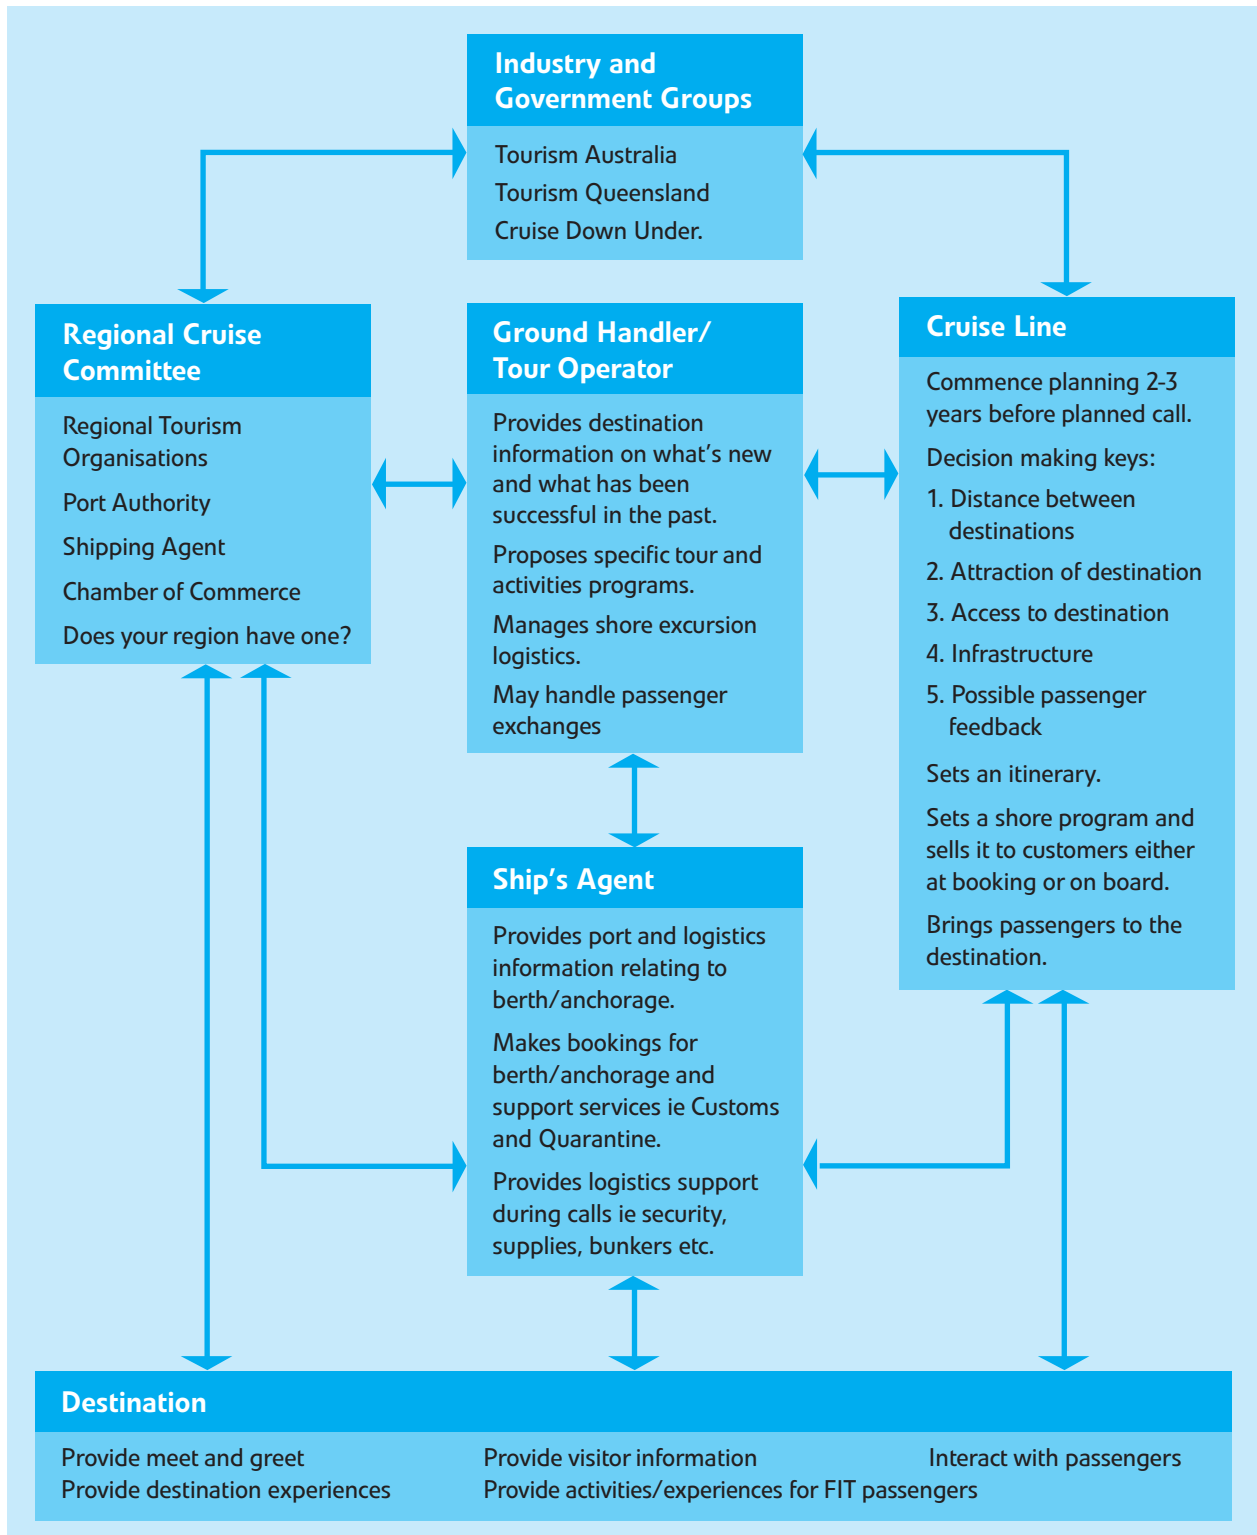 Industry and
Government Groups
Tourism Australia
Tourism Queensland
Cruise Down Under.
Regional Cruise
Committee
Regional Tourism
Organisations
Port Authority
Shipping Agent
Chamber of Commerce
Does your region have one?
Ground Handler/
Tour Operator
Provides destination
information on what's new
and what has been
successful in the past.
Proposes specific tour and
activities programs.
Manages shore excursion
logistics.
May handle passenger
exchanges
Cruise Line
Commence planning 2-3
years before planned call.
Decision making keys:
1. Distance between
destinations
2. Attraction of destination
3. Access to destination
4. Infrastructure
5. Possible passenger
feedback
Sets an itinerary.
Sets a shore program and
sells it to customers either
at booking or on board.
Brings passengers to the
destination.
Ship's Agent
Provides port and logistics
information relating to
berth/anchorage.
Makes bookings for
berth/anchorage and
support services ie Customs
and Quarantine.
Provides logistics support
during calls ie security,
supplies, bunkers etc.
Destination
Provide meet and greet
Provide destination experiences
Provide visitor information
Provide activities/experiences for FIT passengers
Interact with passengers